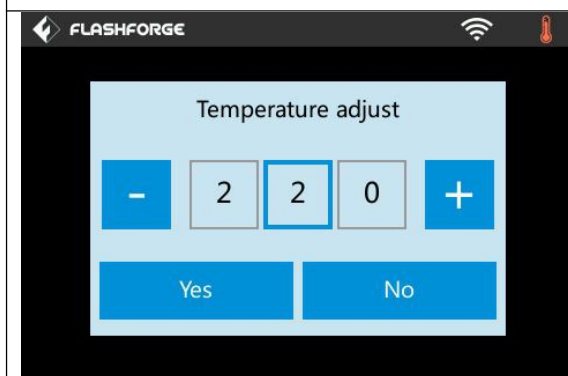 FLASHFORGE
Temperature adjust
- 2 2 0 +
Yes No